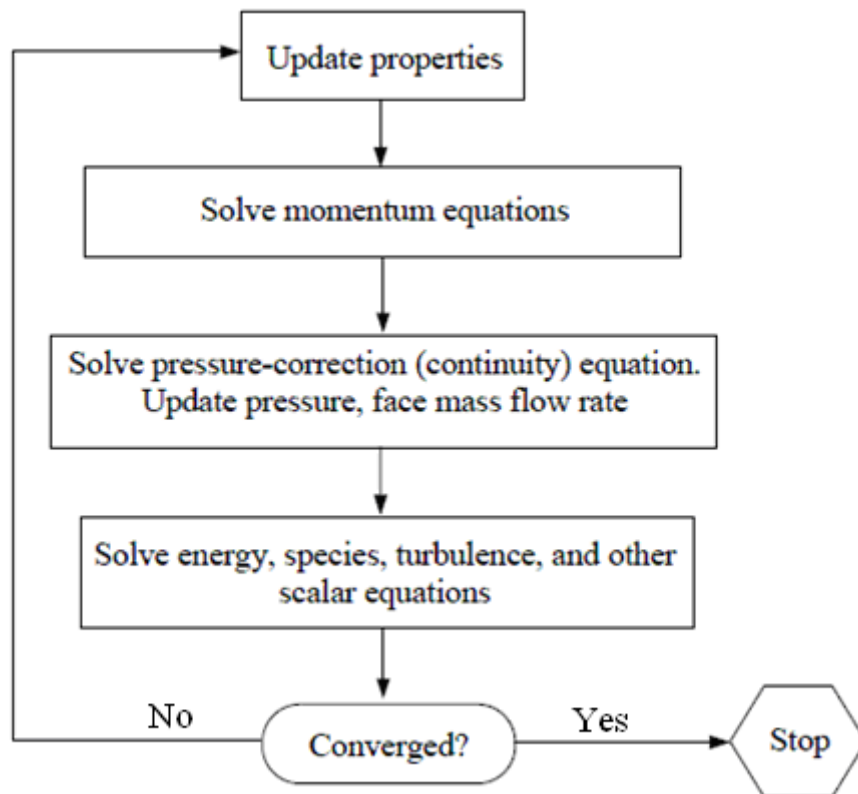 Update properties
Solve momentum equations
Solve pressure-correction (continuity) equation.
Update pressure, face mass flow rate
Solve energy, species, turbulence, and other
scalar equations
No
Converged?
Yes
Stop